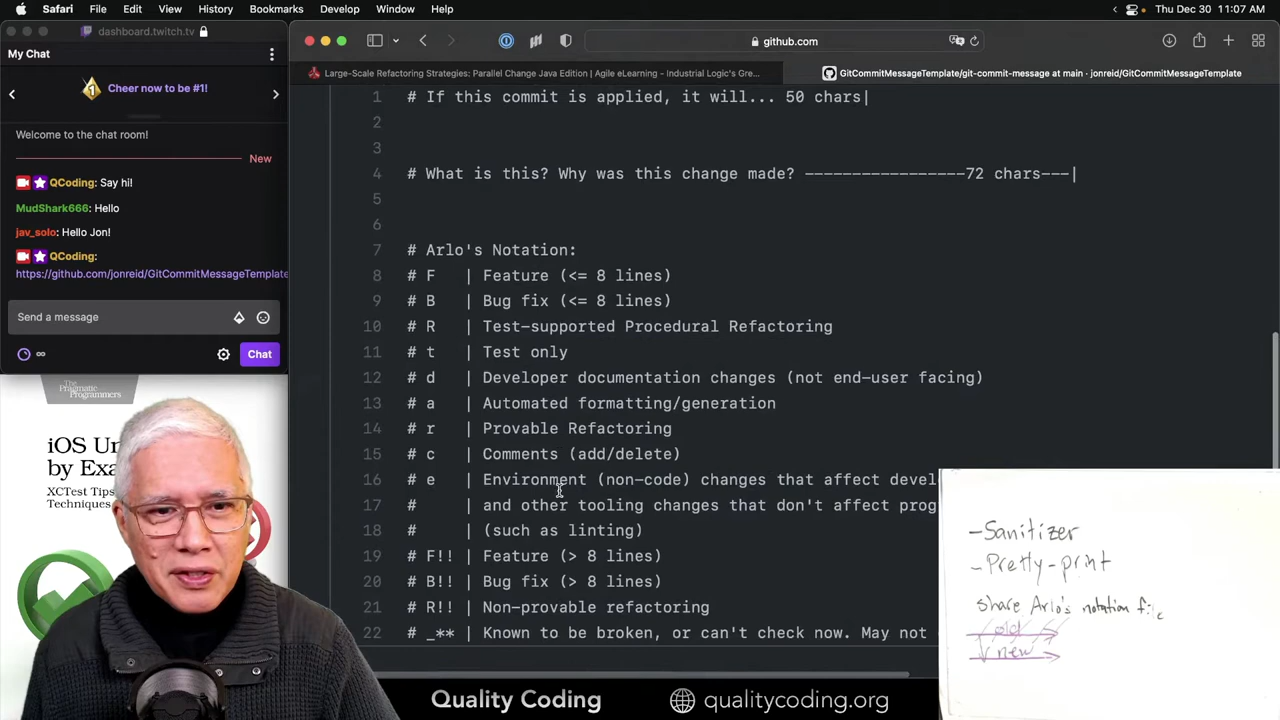 Safari File Edit View History Bookmarks Develop Window Help
Thu Dec 30 11:07 AM
dashboard.twitch.tv
github.com
My Chat
Large-Scale Refactoring Strategies: Parallel Change Java Edition | Agile eLearning - Industrial Logic's Gre...
GitCommitMessageTemplate/git-commit-message at main · jonreid/GitCommitMessageTemplate
1
Cheer now to be #1!
Welcome to the chat room!
New
QCoding: Say hi!
MudShark666: Hello
jav_solo: Hello Jon!
QCoding:
https://github.com/jonreid/GitCommitMessageTemplate
Send a message
Chat
1 # If this commit is applied, it will... 50 chars|
2
3
4 # What is this? Why was this change made? -----------------72 chars---|
5
6
7 # Arlo's Notation:
8 # F | Feature (<= 8 lines)
9 # B | Bug fix (<= 8 lines)
10 # R | Test-supported Procedural Refactoring
11 # t | Test only
12 # d | Developer documentation changes (not end-user facing)
13 # a | Automated formatting/generation
14 # r | Provable Refactoring
15 # c | Comments (add/delete)
16 # e | Environment (non-code) changes that affect devel
17 # | and other tooling changes that don't affect prog
18 # | (such as linting)
19 # F!! | Feature (> 8 lines)
20 # B!! | Bug fix (> 8 lines)
21 # R!! | Non-provable refactoring
22 # _** | Known to be broken, or can't check now. May not
The Pragmatic
Programmers
iOS Un
by Exa
XCTest Tips
Tech
- Sanitizer
- Pretty-print
share Arlo's notation file
old
new
Quality Coding
qualitycoding.org